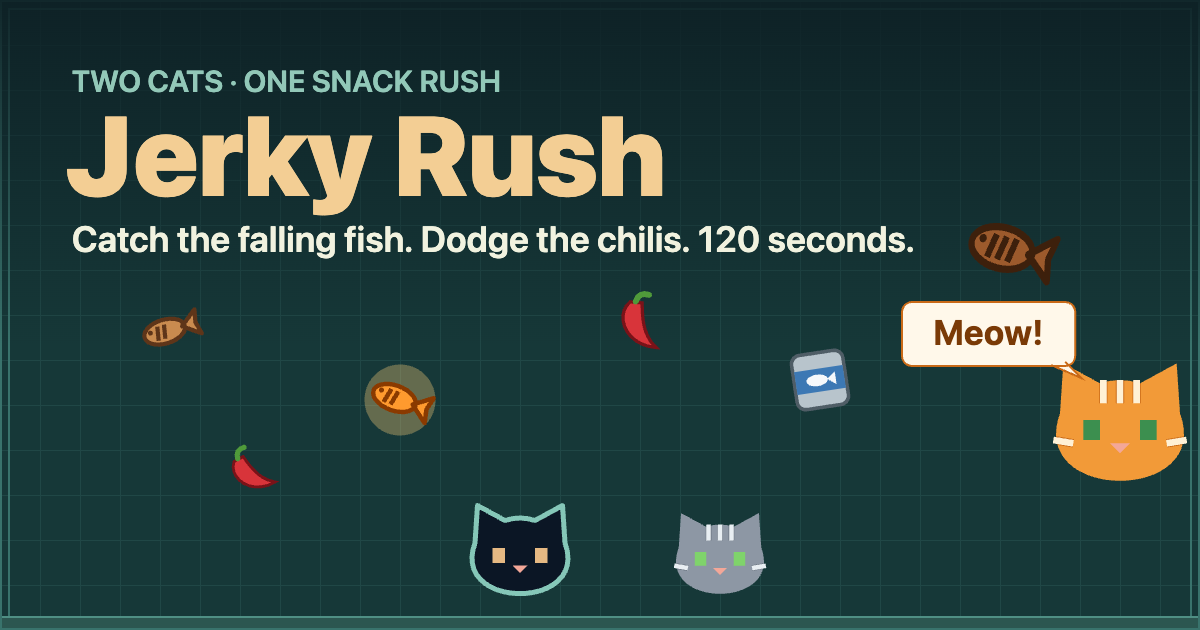 TWO CATS · ONE SNACK RUSH
Jerky Rush
Catch the falling fish. Dodge the chilis. 120 seconds.
Meow!